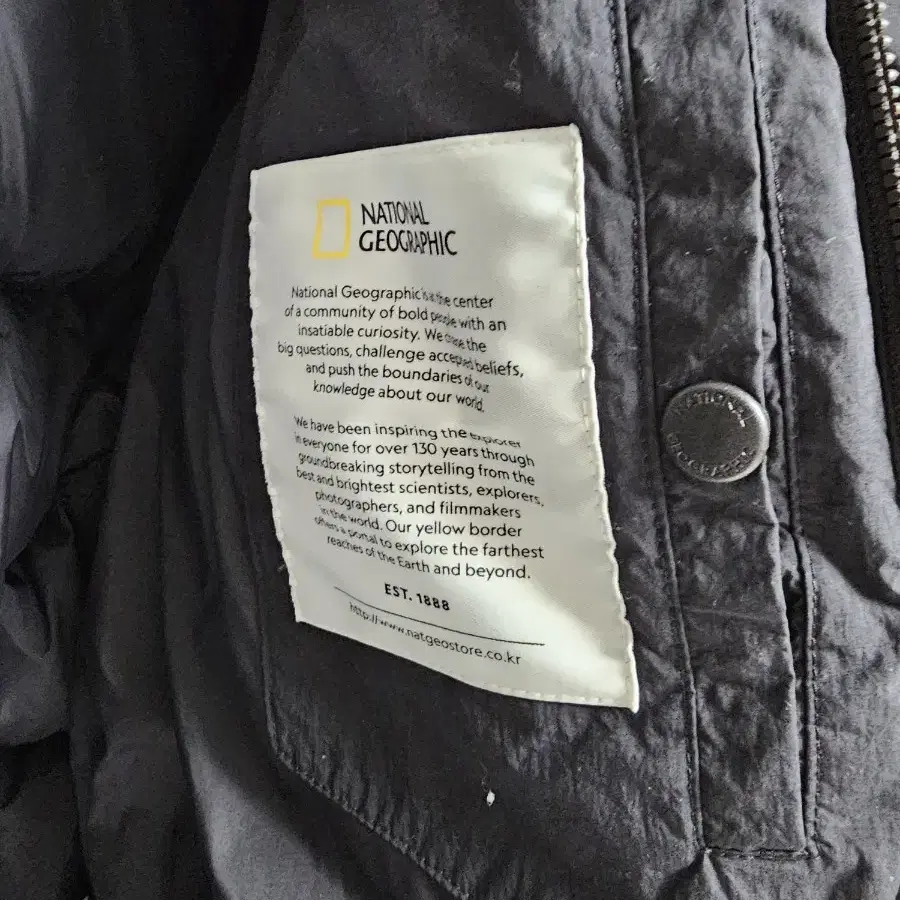 NATIONAL
GEOGRAPHIC
National Geographic is the center
of a community of bold people with an
insatiable curiosity. We chase the
big questions, challenge accepted beliefs,
and push the boundaries of our
knowledge about our world.
We have been inspiring the explorer
in everyone for over 130 years through
groundbreaking storytelling from the
best and brightest scientists, explorers,
photographers, and filmmakers
in the world. Our yellow border
offers a portal to explore the farthest
reaches of the Earth and beyond.
EST. 1888
http://www.natgeostore.co.kr
NATIONAL
GEOGRAPHIC